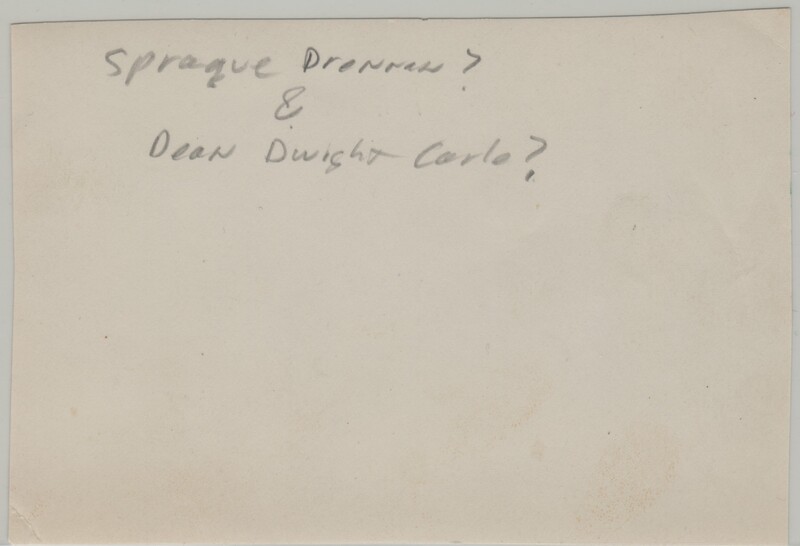 Sprague Drennan?
&
Dean Dwight Carlo?